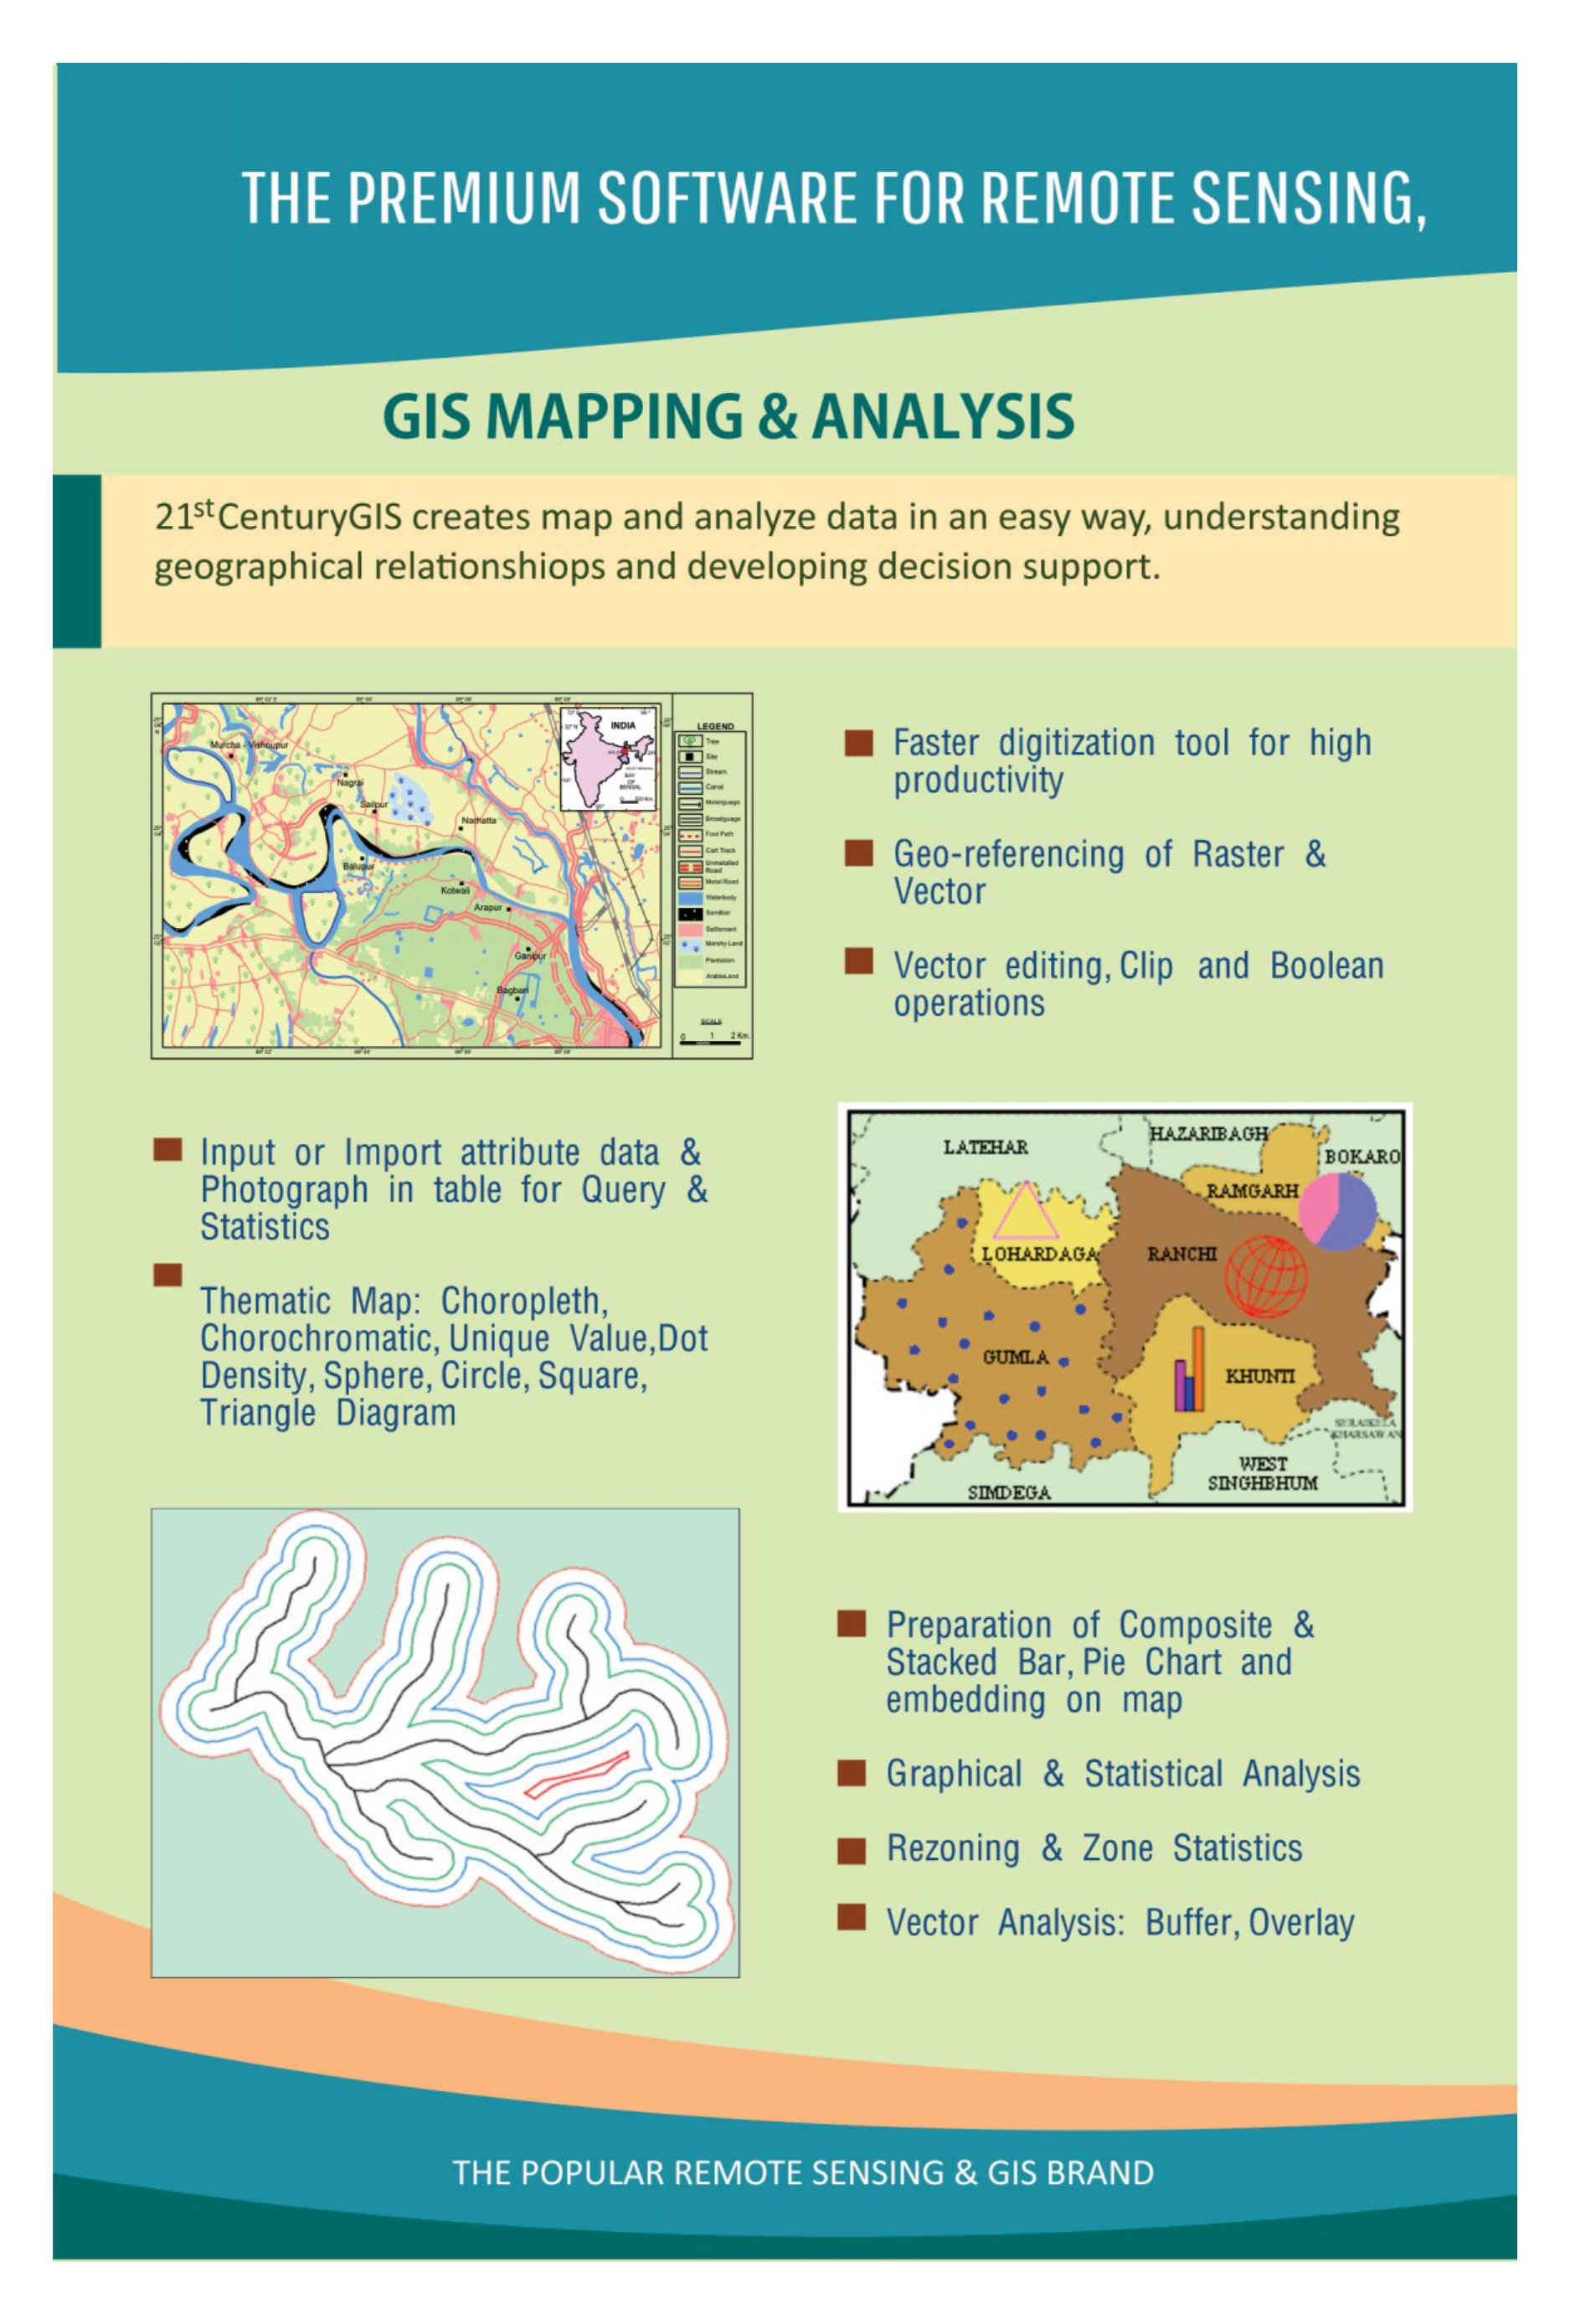 THE PREMIUM SOFTWARE FOR REMOTE SENSING,
GIS MAPPING & ANALYSIS
21st CenturyGIS creates map and analyze data in an easy way, understanding
geographical relationshiops and developing decision support.
Murcha - Vishnupur
Nagrai
Sailpur
Narhatta
Balupur
Kotwali
Arapur
Ganipur
Bagbari
INDIA
BAY
OF
BENGAL
LEGEND
Tree
Site
Stream
Canal
Meterguage
Broadguage
Foot Path
Cart Track
Unmetalled
Road
Metal Road
Waterbody
Sandbar
Settlement
Marshy Land
Plantation
ArableLand
SCALE
0 1 2 Km.
Faster digitization tool for high
productivity
Geo-referencing of Raster &
Vector
Vector editing, Clip and Boolean
operations
Input or Import attribute data &
Photograph in table for Query &
Statistics
Thematic Map: Choropleth,
Chorochromatic, Unique Value,Dot
Density, Sphere, Circle, Square,
Triangle Diagram
LATEHAR
HAZARIBAGH
BOKARO
RAMGARH
LOHARDAGA
RANCHI
GUMLA
KHUNTI
SERAIKELA
KHARSAWAN
WEST
SINGHBHUM
SIMDEGA
Preparation of Composite &
Stacked Bar, Pie Chart and
embedding on map
Graphical & Statistical Analysis
Rezoning & Zone Statistics
Vector Analysis: Buffer, Overlay
THE POPULAR REMOTE SENSING & GIS BRAND